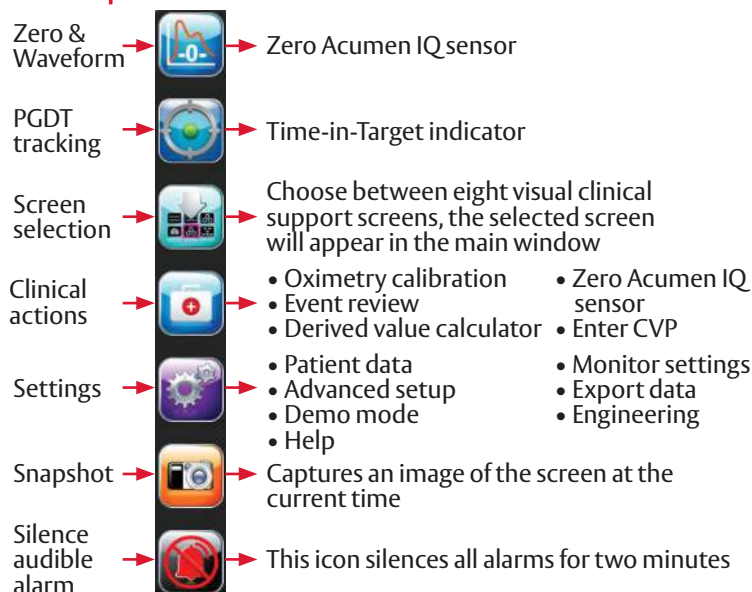 Zero &
Waveform
-0-
Zero Acumen IQ sensor
PGDT
tracking
Time-in-Target indicator
Screen
selection
Choose between eight visual clinical
support screens, the selected screen
will appear in the main window
Clinical
actions
• Oximetry calibration
• Event review
• Derived value calculator
• Zero Acumen IQ
sensor
• Enter CVP
Settings
• Patient data
• Advanced setup
• Demo mode
• Help
• Monitor settings
• Export data
• Engineering
Snapshot
Captures an image of the screen at the
current time
Silence
audible
alarm
This icon silences all alarms for two minutes